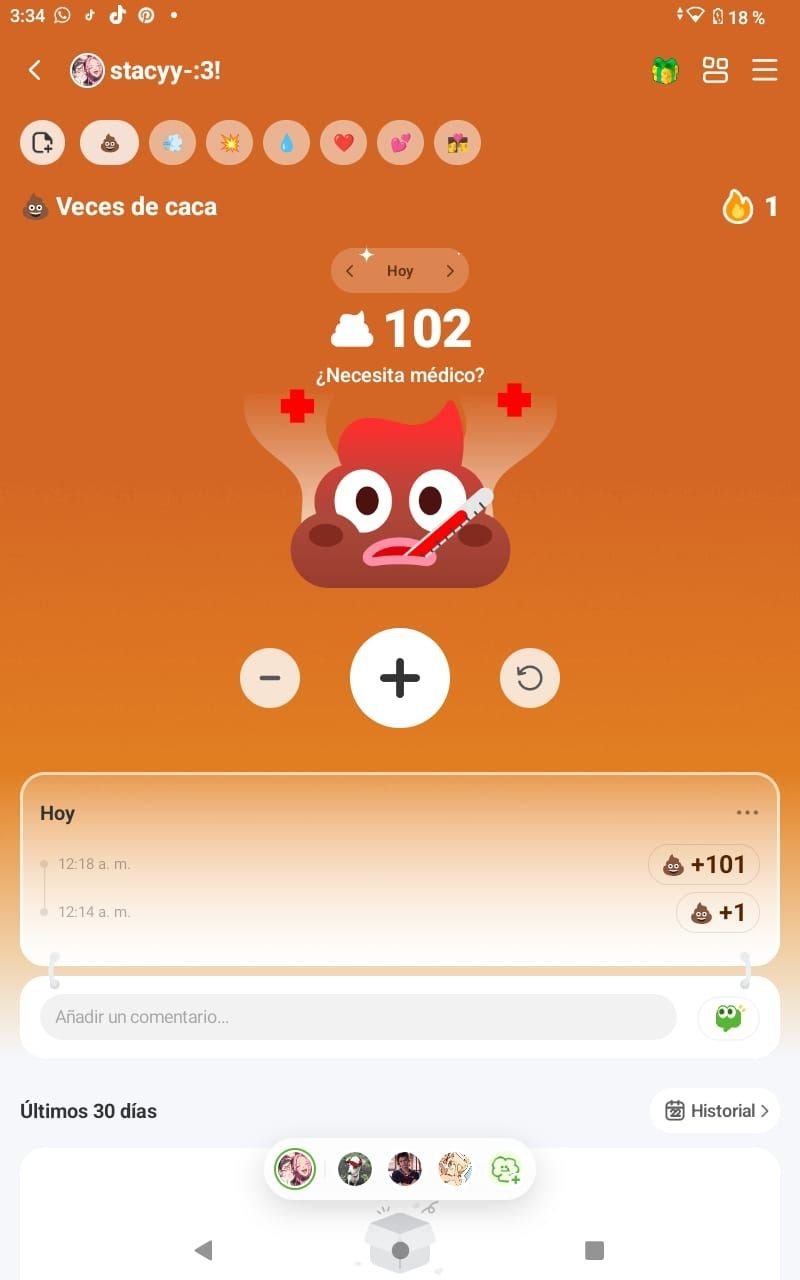 3:34
18 %
stacyy-:3!
Veces de caca
1
Hoy
102
¿Necesita médico?
Hoy
12:18 a. m.
+101
12:14 a. m.
+1
Añadir un comentario...
Últimos 30 días
22
Historial